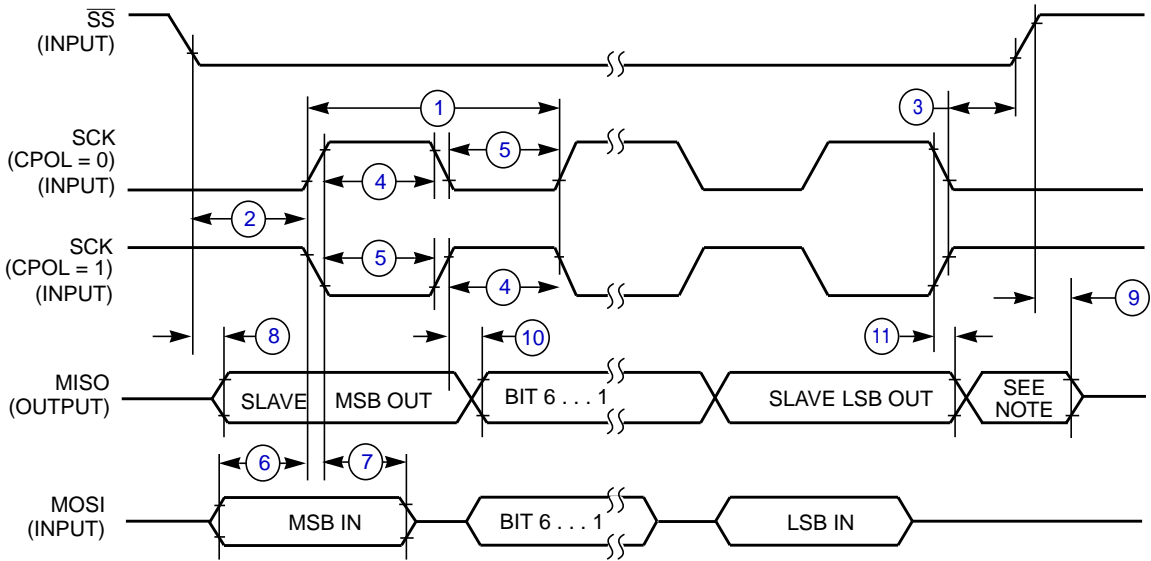 SS
(INPUT)
1
3
SCK
(CPOL = 0)
(INPUT)
5
4
2
SCK
(CPOL = 1)
(INPUT)
5
4
9
8
10
11
MISO
(OUTPUT)
SLAVE MSB OUT
BIT 6 . . . 1
SLAVE LSB OUT
SEE
NOTE
6
7
MOSI
(INPUT)
MSB IN
BIT 6 . . . 1
LSB IN